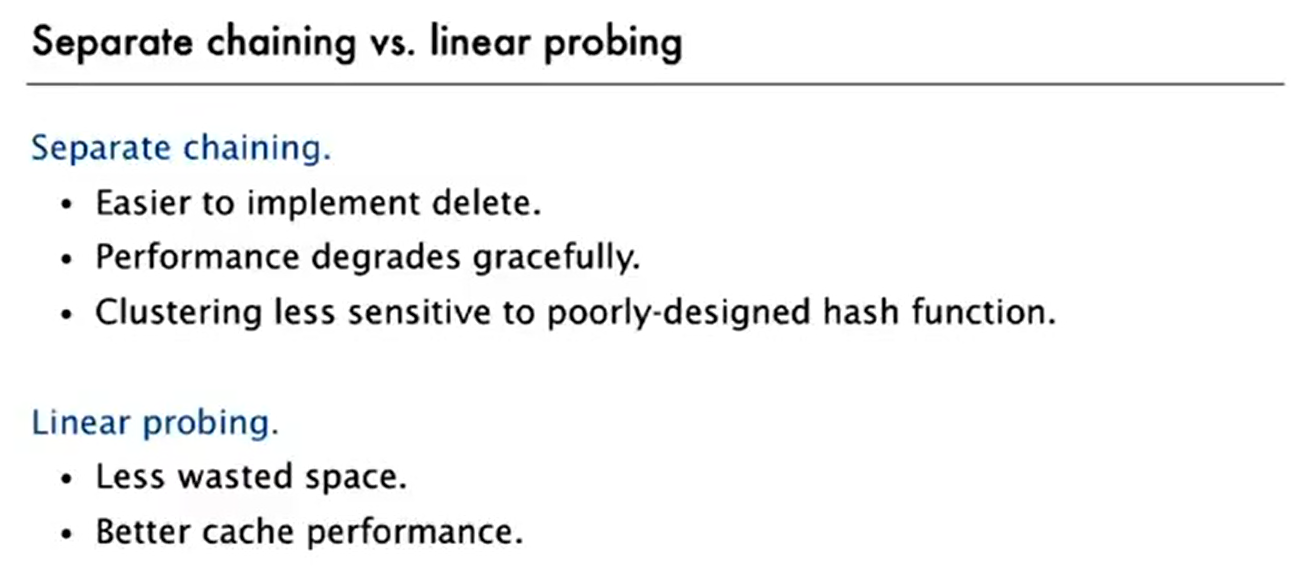 Separate chaining vs. linear probing
Separate chaining.
• Easier to implement delete.
• Performance degrades gracefully.
• Clustering less sensitive to poorly-designed hash function.
Linear probing.
• Less wasted space.
• Better cache performance.